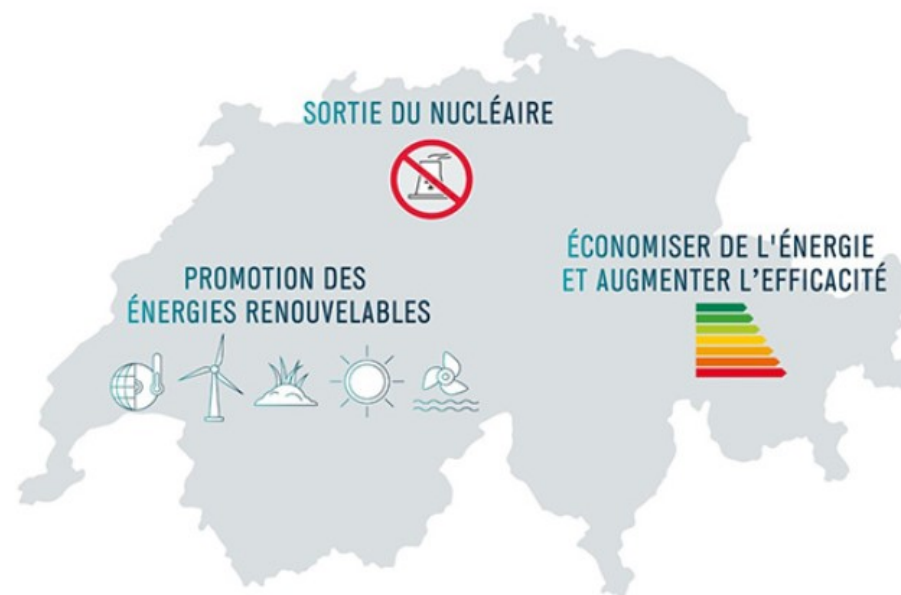 SORTIE DU NUCLÉAIRE
PROMOTION DES
ÉNERGIES RENOUVELABLES
ÉCONOMISER DE L'ÉNERGIE
ET AUGMENTER L’EFFICACITÉ